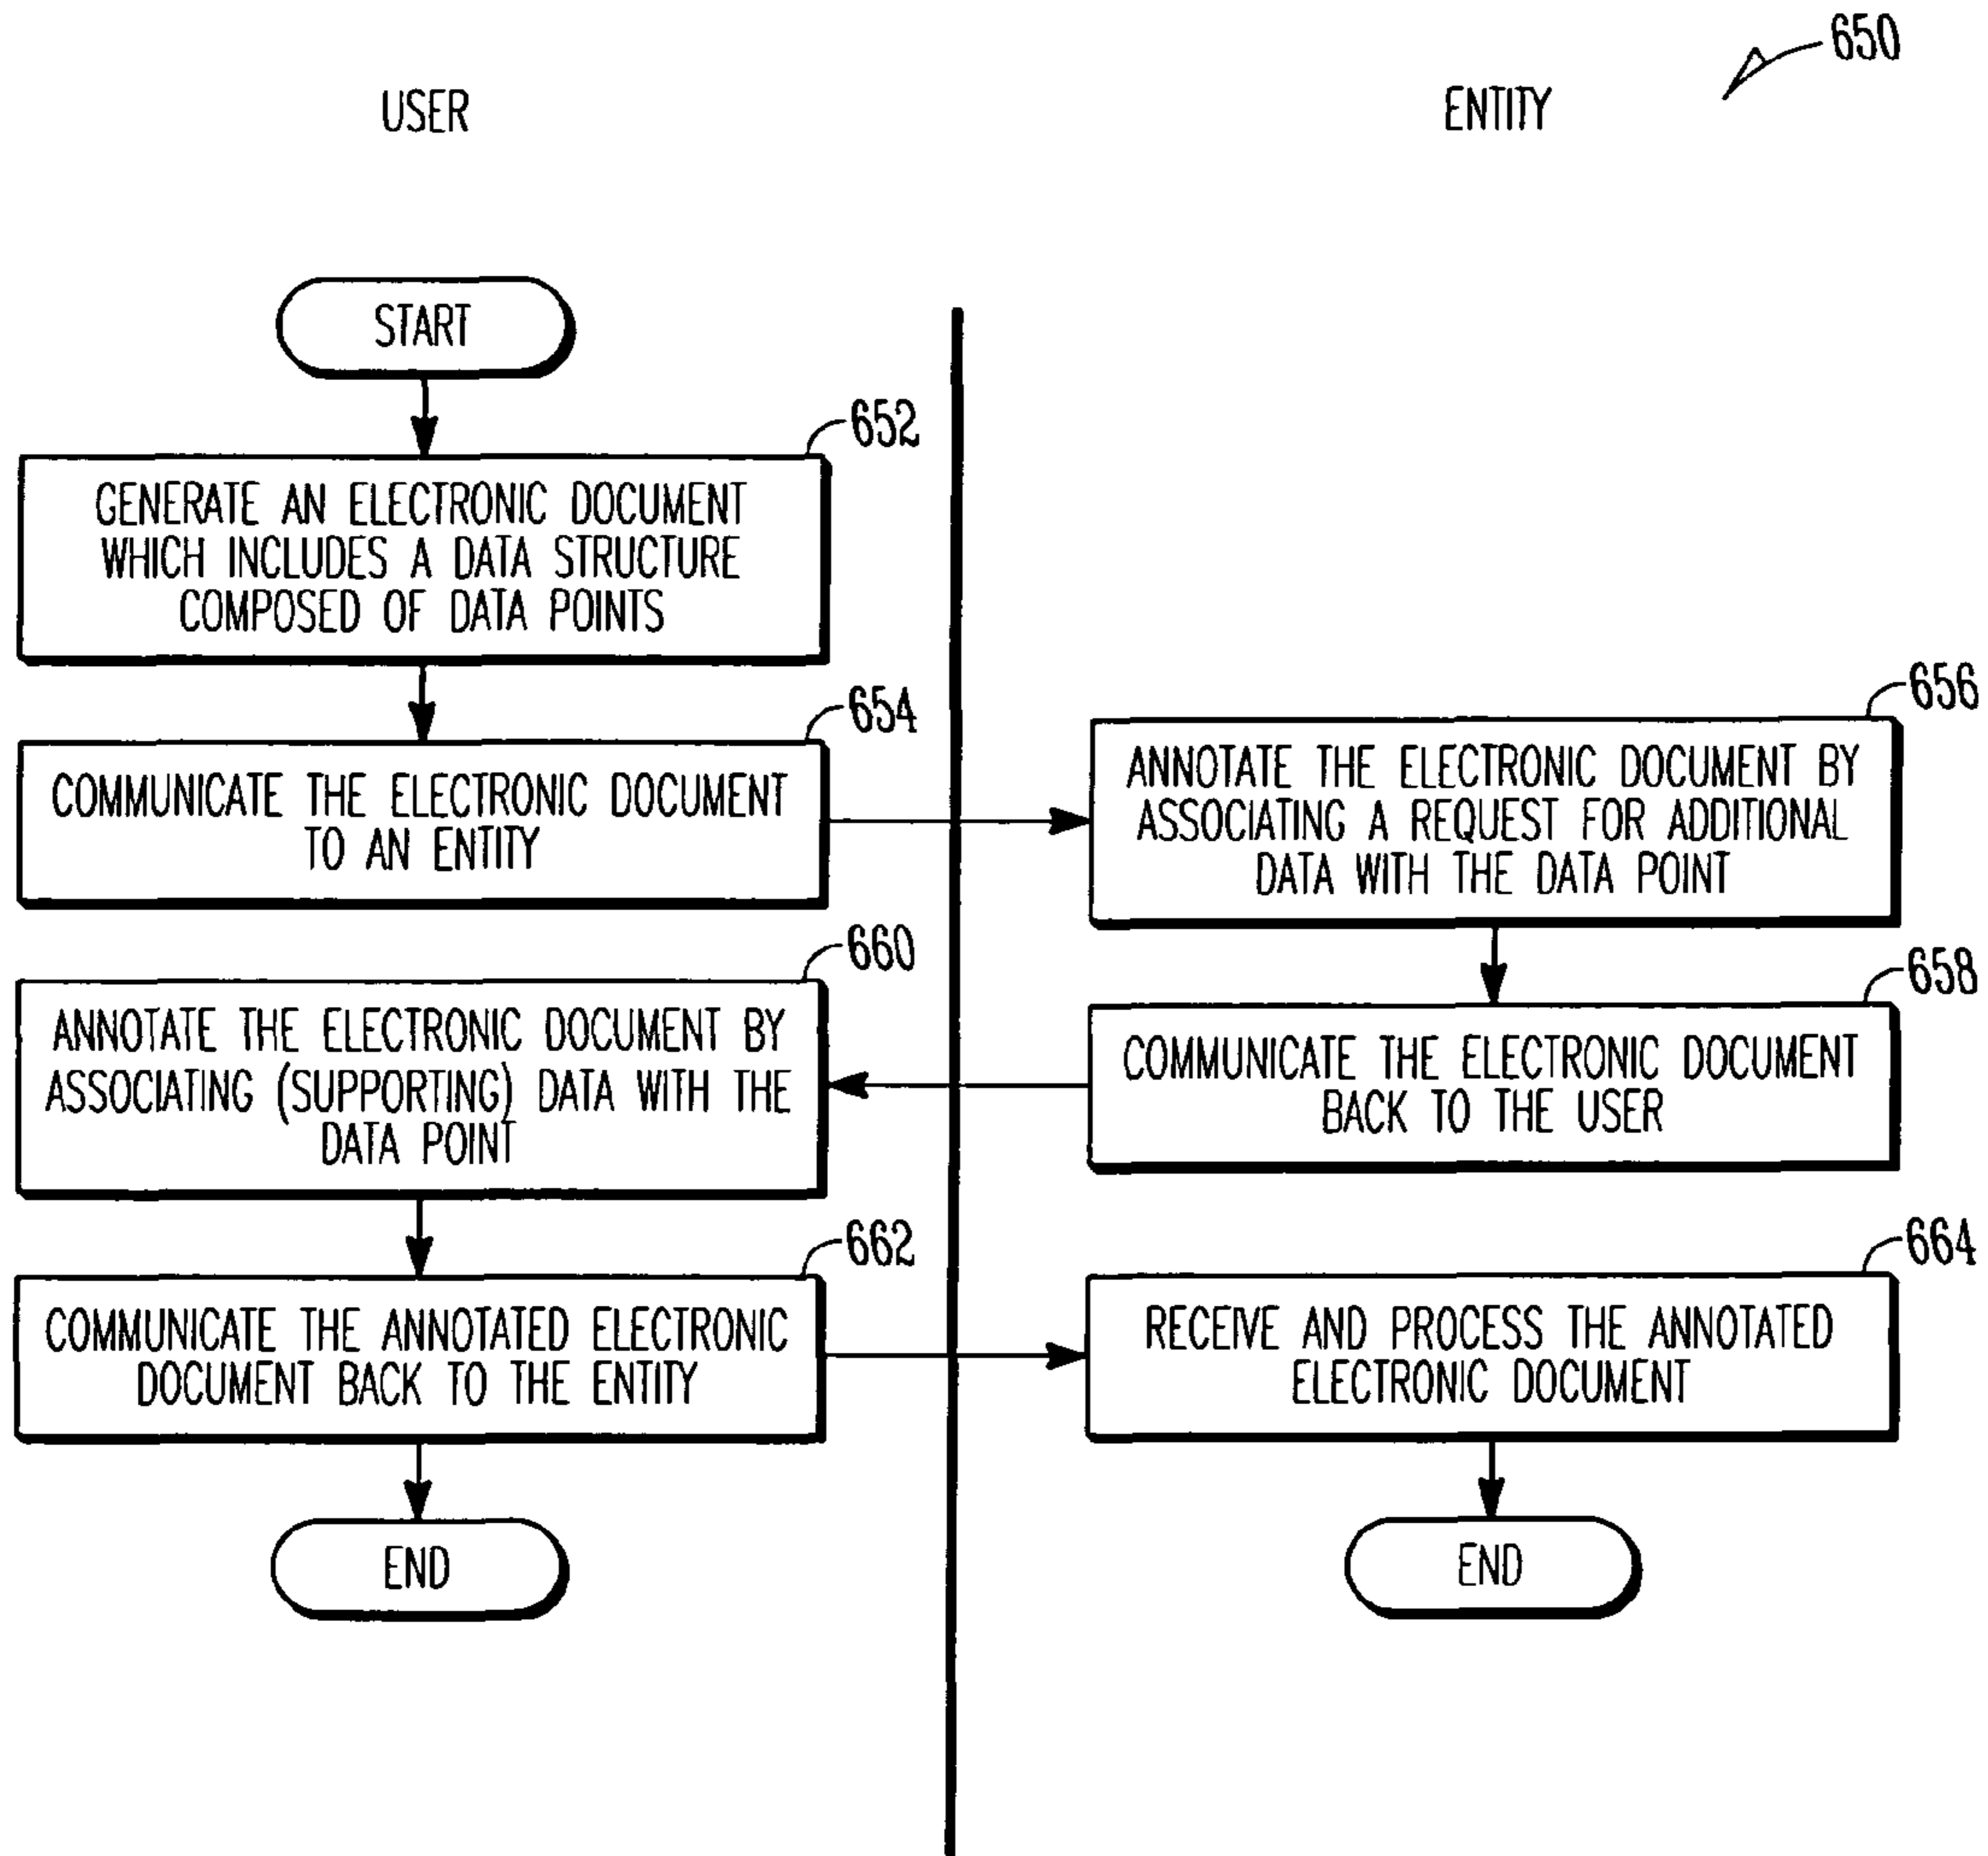 650
USER
ENTITY
START
652
GENERATE AN ELECTRONIC DOCUMENT
WHICH INCLUDES A DATA STRUCTURE
COMPOSED OF DATA POINTS
654
COMMUNICATE THE ELECTRONIC DOCUMENT
TO AN ENTITY
656
ANNOTATE THE ELECTRONIC DOCUMENT BY
ASSOCIATING A REQUEST FOR ADDITIONAL
DATA WITH THE DATA POINT
658
COMMUNICATE THE ELECTRONIC DOCUMENT
BACK TO THE USER
660
ANNOTATE THE ELECTRONIC DOCUMENT BY
ASSOCIATING (SUPPORTING) DATA WITH THE
DATA POINT
662
COMMUNICATE THE ANNOTATED ELECTRONIC
DOCUMENT BACK TO THE ENTITY
664
RECEIVE AND PROCESS THE ANNOTATED
ELECTRONIC DOCUMENT
END
END